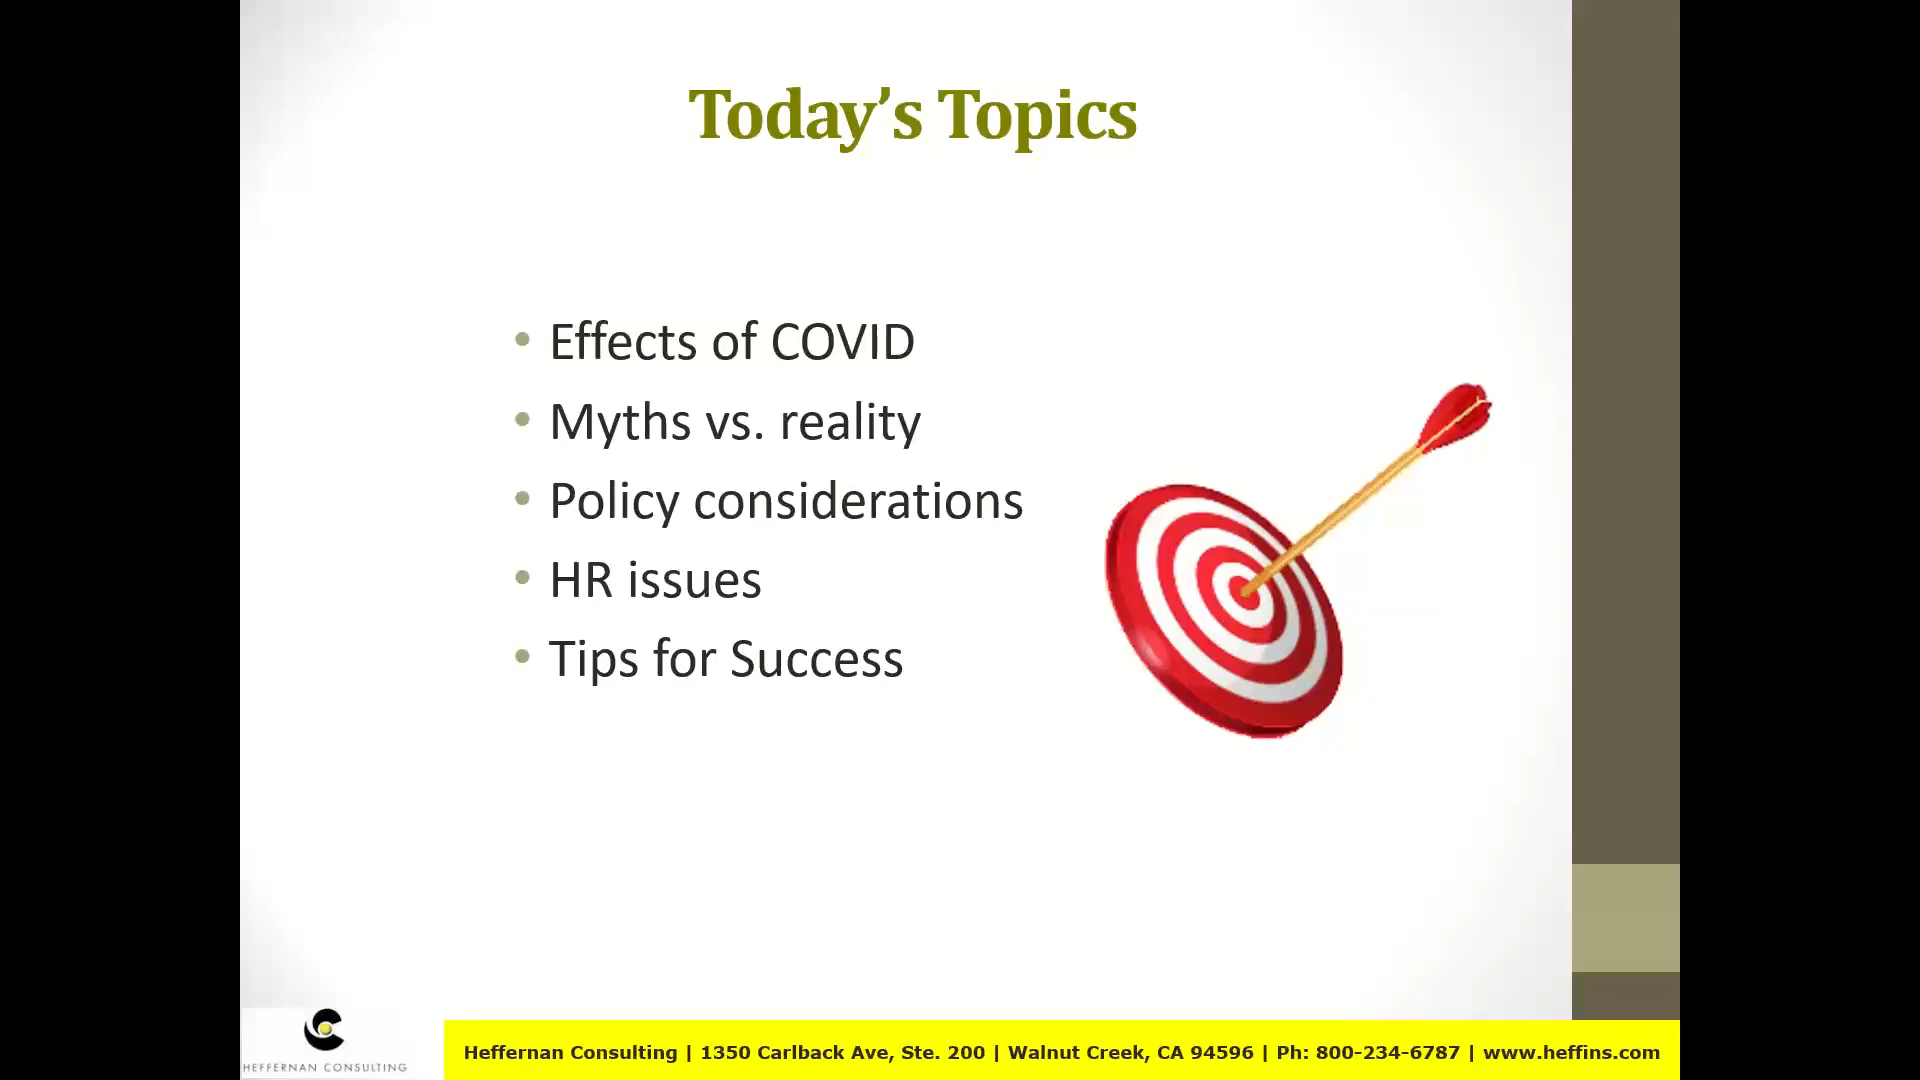 Today’s Topics
• Effects of COVID
• Myths vs. reality
• Policy considerations
• HR issues
• Tips for Success
HEFFERNAN CONSULTING
Heffernan Consulting | 1350 Carlback Ave, Ste. 200 | Walnut Creek, CA 94596 | Ph: 800-234-6787 | www.heffins.com